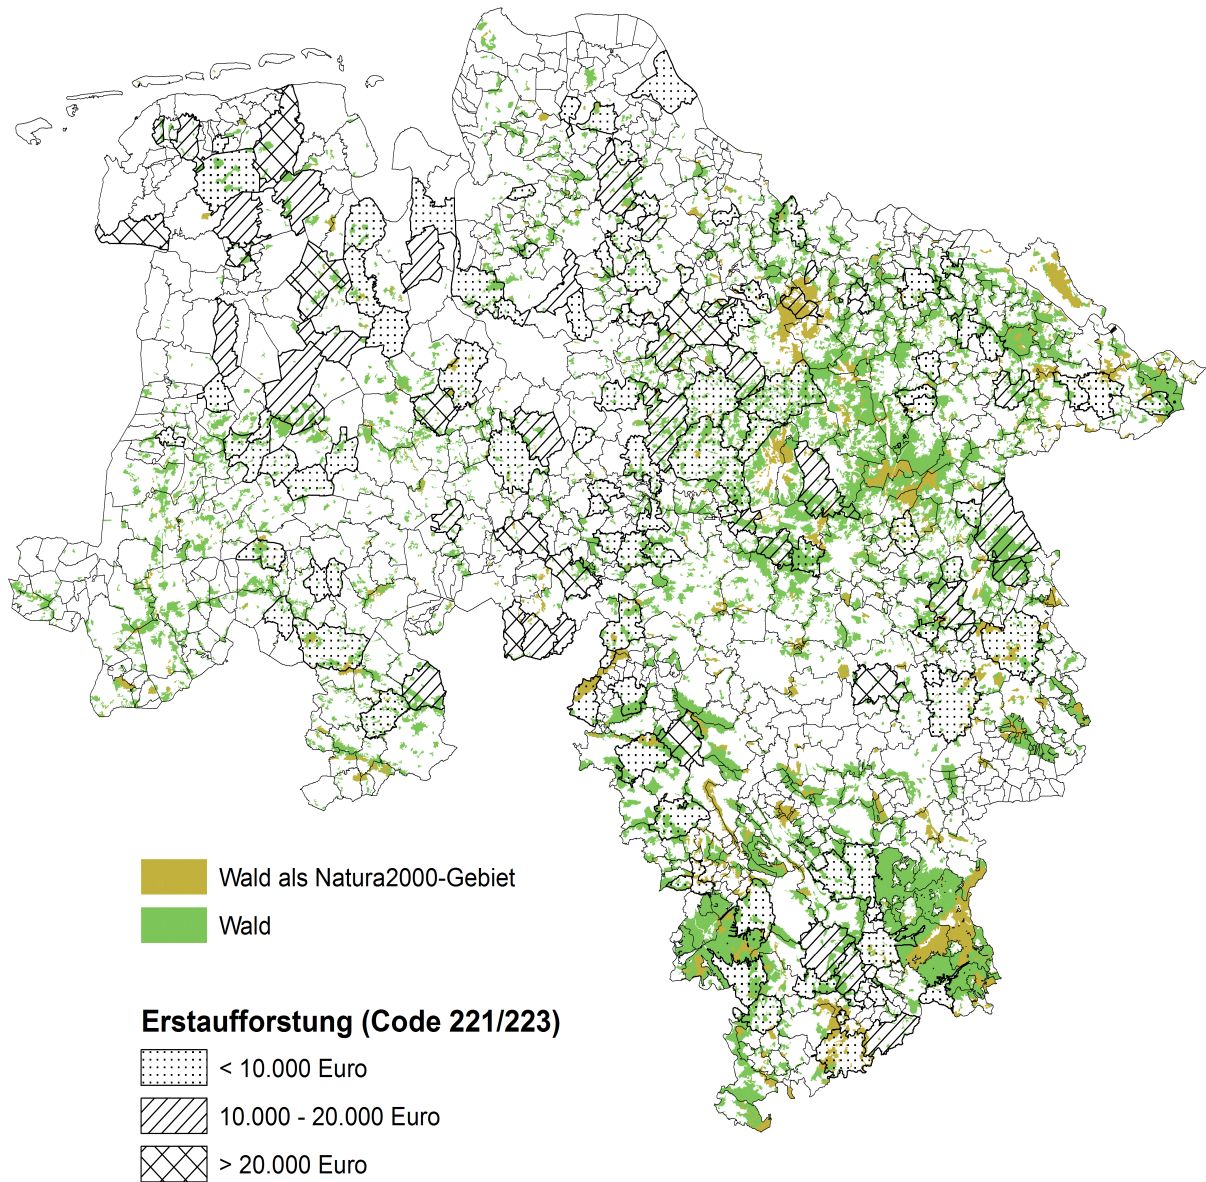 Wald als Natura2000-Gebiet
Wald
Erstaufforstung (Code 221/223)
< 10.000 Euro
10.000 - 20.000 Euro
> 20.000 Euro